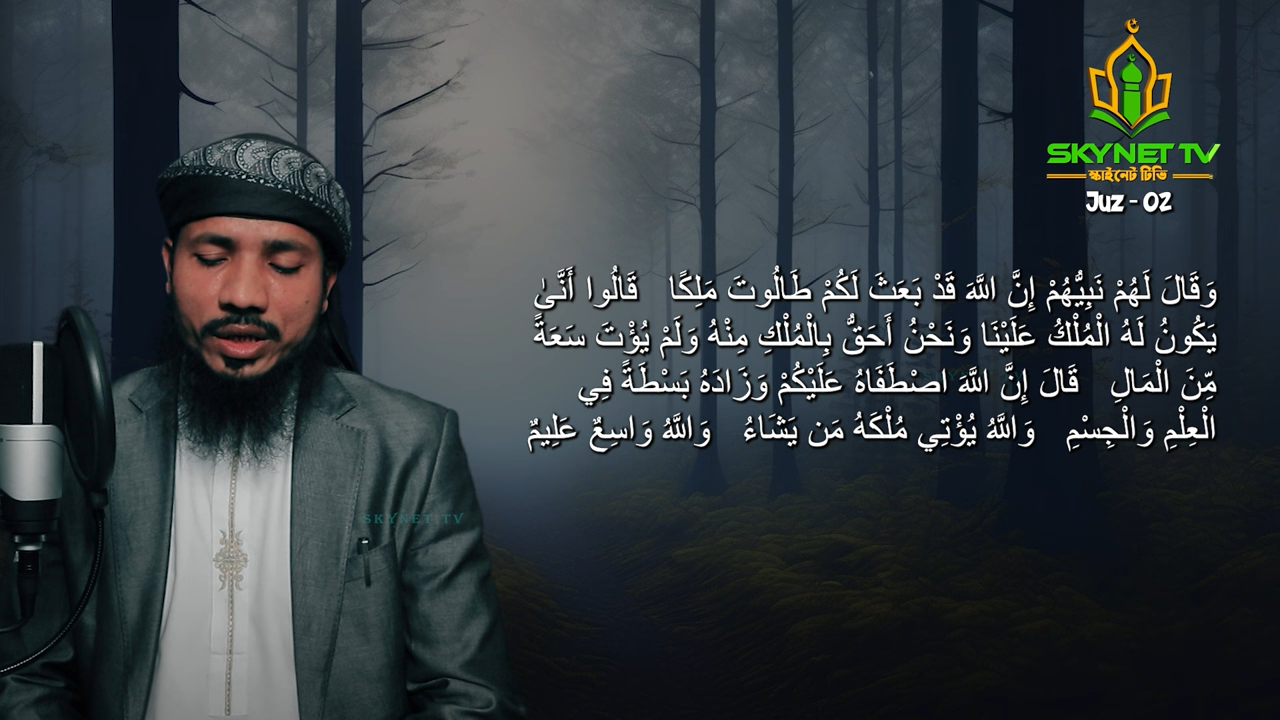 SKYNET TV
স্কাইনেট টিভি
Juz - 02
وَقَالَ لَهُمْ نَبِيُّهُمْ إِنَّ اللَّهَ قَدْ بَعَثَ لَكُمْ طَالُوتَ مَلِكًا قَالُوا أَنَّىٰ
يَكُونُ لَهُ الْمُلْكُ عَلَيْنَا وَنَحْنُ أَحَقُّ بِالْمُلْكِ مِنْهُ وَلَمْ يُؤْتَ سَعَةً
مِّنَ الْمَالِ قَالَ إِنَّ اللَّهَ اصْطَفَاهُ عَلَيْكُمْ وَزَادَهُ بَسْطَةً فِي
الْعِلْمِ وَالْجِسْمِ وَاللَّهُ يُؤْتِي مُلْكَهُ مَن يَشَاءُ وَاللَّهُ وَاسِعٌ عَلِيمٌ
SKYNET TV